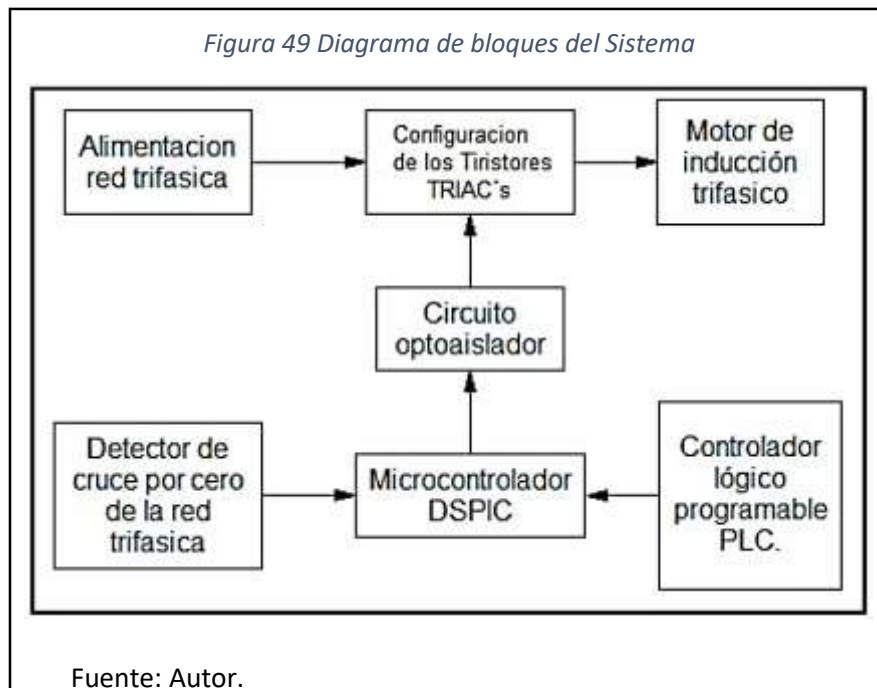 Figura 49 Diagrama de bloques del Sistema
Alimentacion
red trifasica
Configuracion
de los Tiristores
TRIAC´s
Motor de
inducción
trifasico
Circuito
optoaislador
Detector de
cruce por cero
de la red
trifasica
Microcontrolador
DSPIC
Controlador
lógico
programable
PLC.
Fuente: Autor.